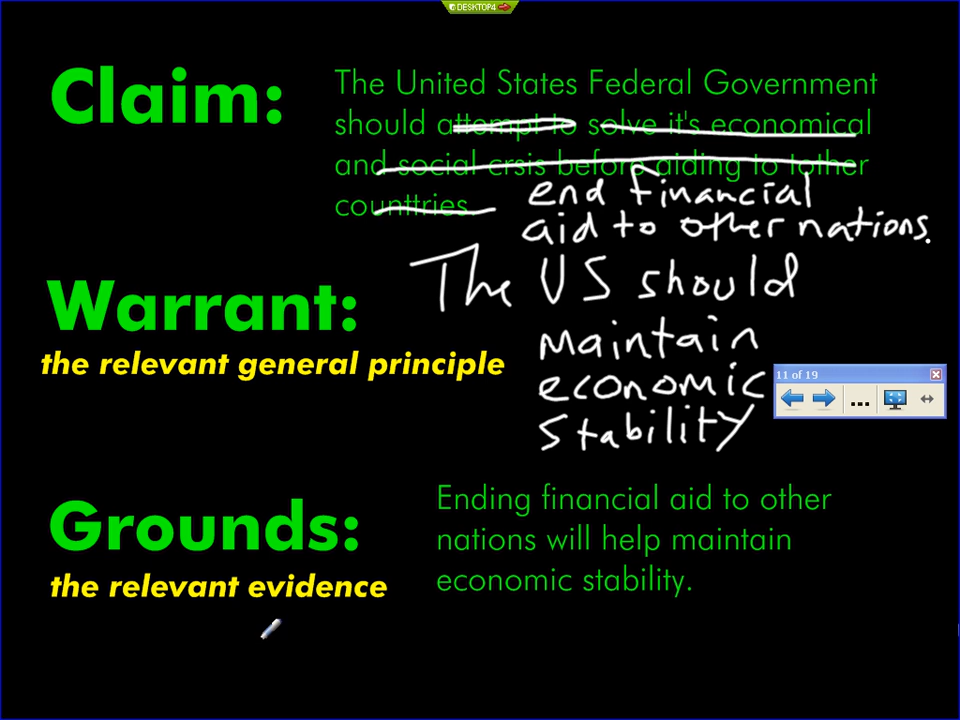 DESKTOP4
Claim:
The United States Federal Government
should attempt to solve it's economical
and social crsis before aiding to tother
counttries.
end financial
aid to other nations.
Warrant:
the relevant general principle
The US should
maintain
economic
stability
11 of 19
...
Grounds:
the relevant evidence
Ending financial aid to other
nations will help maintain
economic stability.